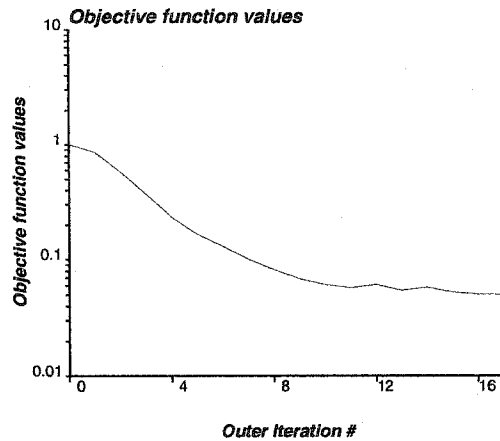 Objective function values
10
1
0.1
0.01
Objective function values
0 4 8 12 16
Outer Iteration #